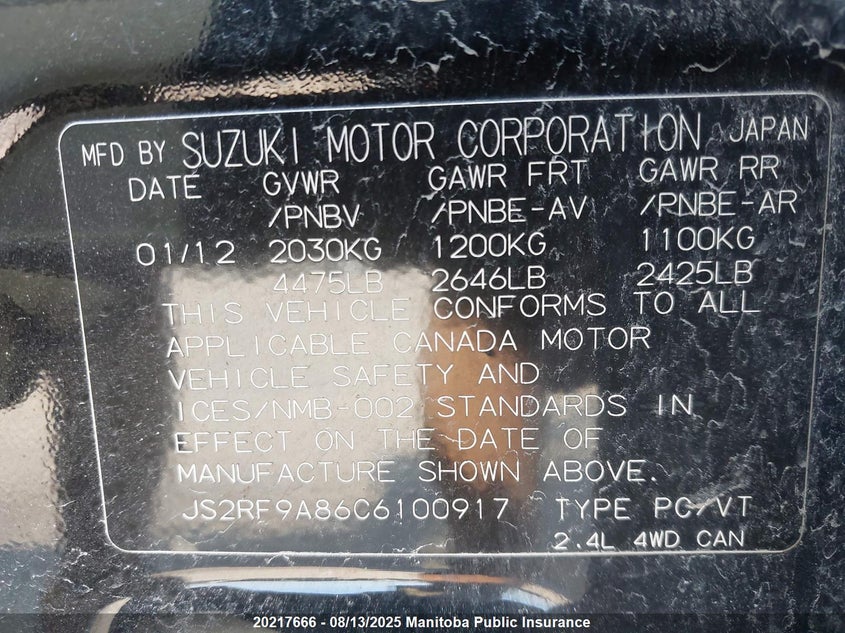 MFD BY SUZUKI MOTOR CORPORATION JAPAN
DATE GVWR GAWR FRT GAWR RR
/PNBV /PNBE-AV /PNBE-AR
01/12 2030KG 1200KG 1100KG
4475LB 2646LB 2425LB
THIS VEHICLE CONFORMS TO ALL
APPLICABLE CANADA MOTOR
VEHICLE SAFETY AND
ICES/NMB-002 STANDARDS IN
EFFECT ON THE DATE OF
MANUFACTURE SHOWN ABOVE.
JS2RF9A86C6100917 TYPE PC/VT
2.4L 4WD CAN
20217666 - 08/13/2025 Manitoba Public Insurance